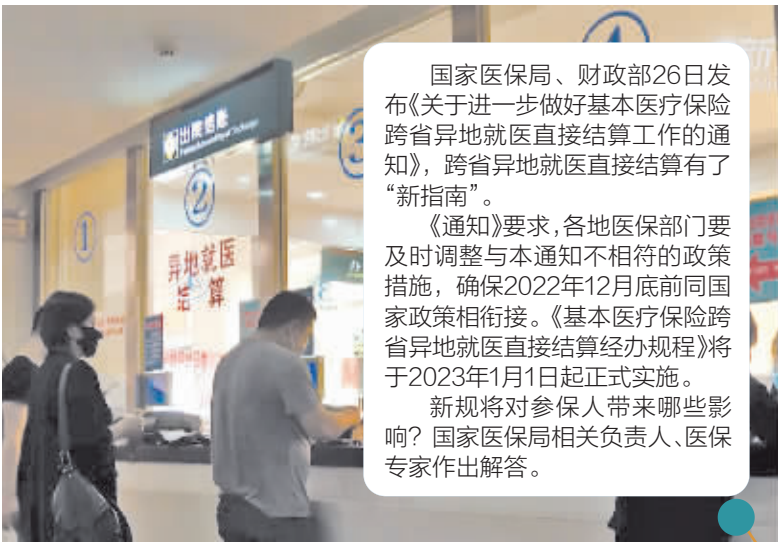 ①
②
③
④
出院结账
异地就医
结算
国家医保局、财政部26日发
布《关于进一步做好基本医疗保险
跨省异地就医直接结算工作的通
知》，跨省异地就医直接结算有了
“新指南”。
《通知》要求，各地医保部门要
及时调整与本通知不相符的政策
措施，确保2022年12月底前同国
家政策相衔接。《基本医疗保险跨
省异地就医直接结算经办规程》将
于2023年1月1日起正式实施。
新规将对参保人带来哪些影
响？国家医保局相关负责人、医保
专家作出解答。